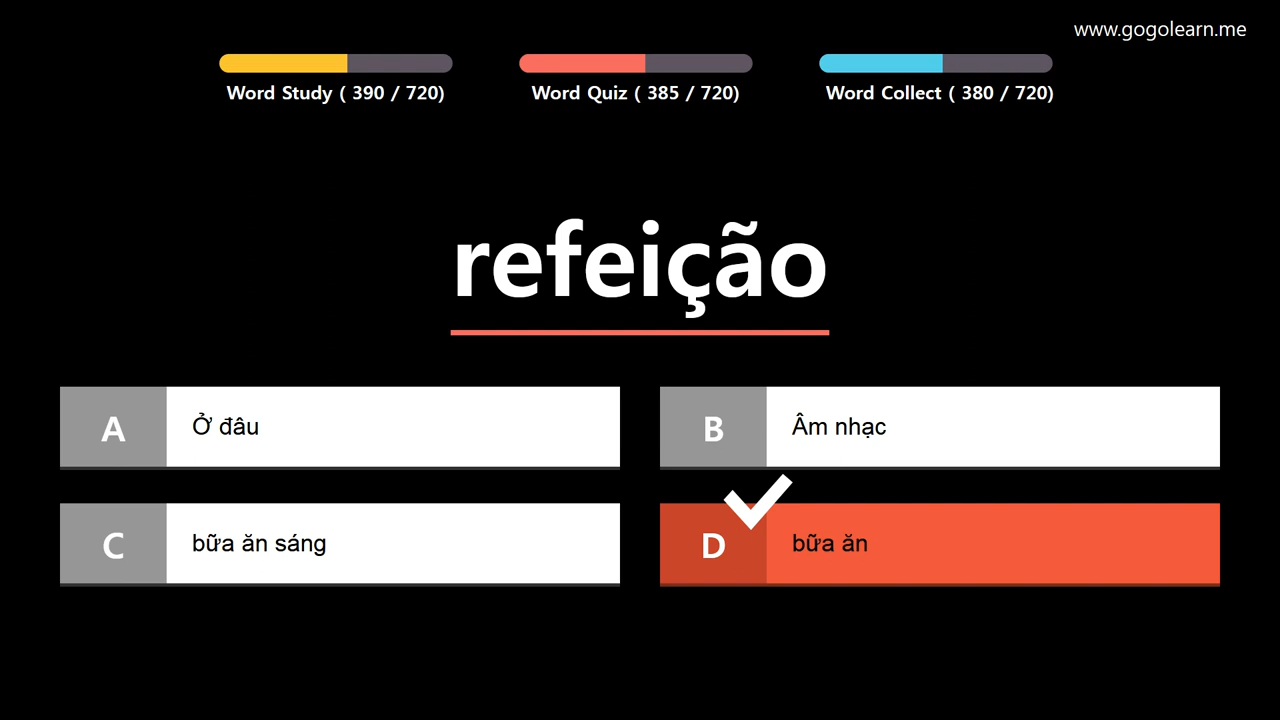 www.gogolearn.me
Word Study ( 390 / 720)
Word Quiz ( 385 / 720)
Word Collect ( 380 / 720)
refeição
A
Ở đâu
B
Âm nhạc
C
bữa ăn sáng
D
bữa ăn